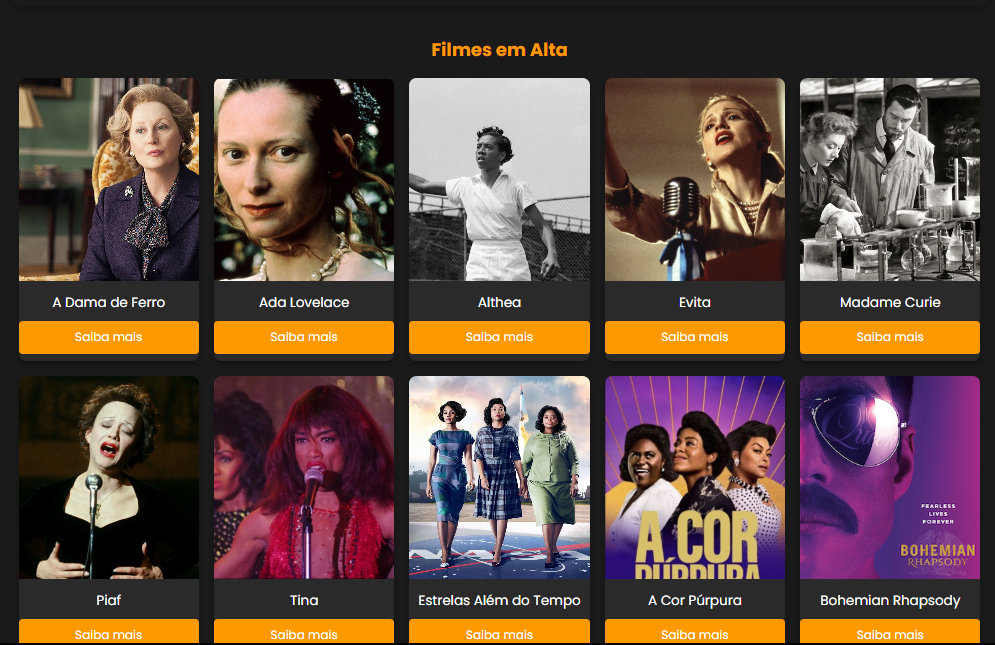 Filmes em Alta
A Dama de Ferro
Ada Lovelace
Althea
Evita
Madame Curie
Saiba mais
Saiba mais
Saiba mais
Saiba mais
Saiba mais
A COR
PÚRPURA
Qu
FEARLESS
LIVES
FOREVER
BOHEMIAN
RHAPSODY
Piaf
Tina
Estrelas Além do Tempo
A Cor Púrpura
Bohemian Rhapsody
Saiba mais
Saiba mais
Saiba mais
Saiba mais
Saiba mais